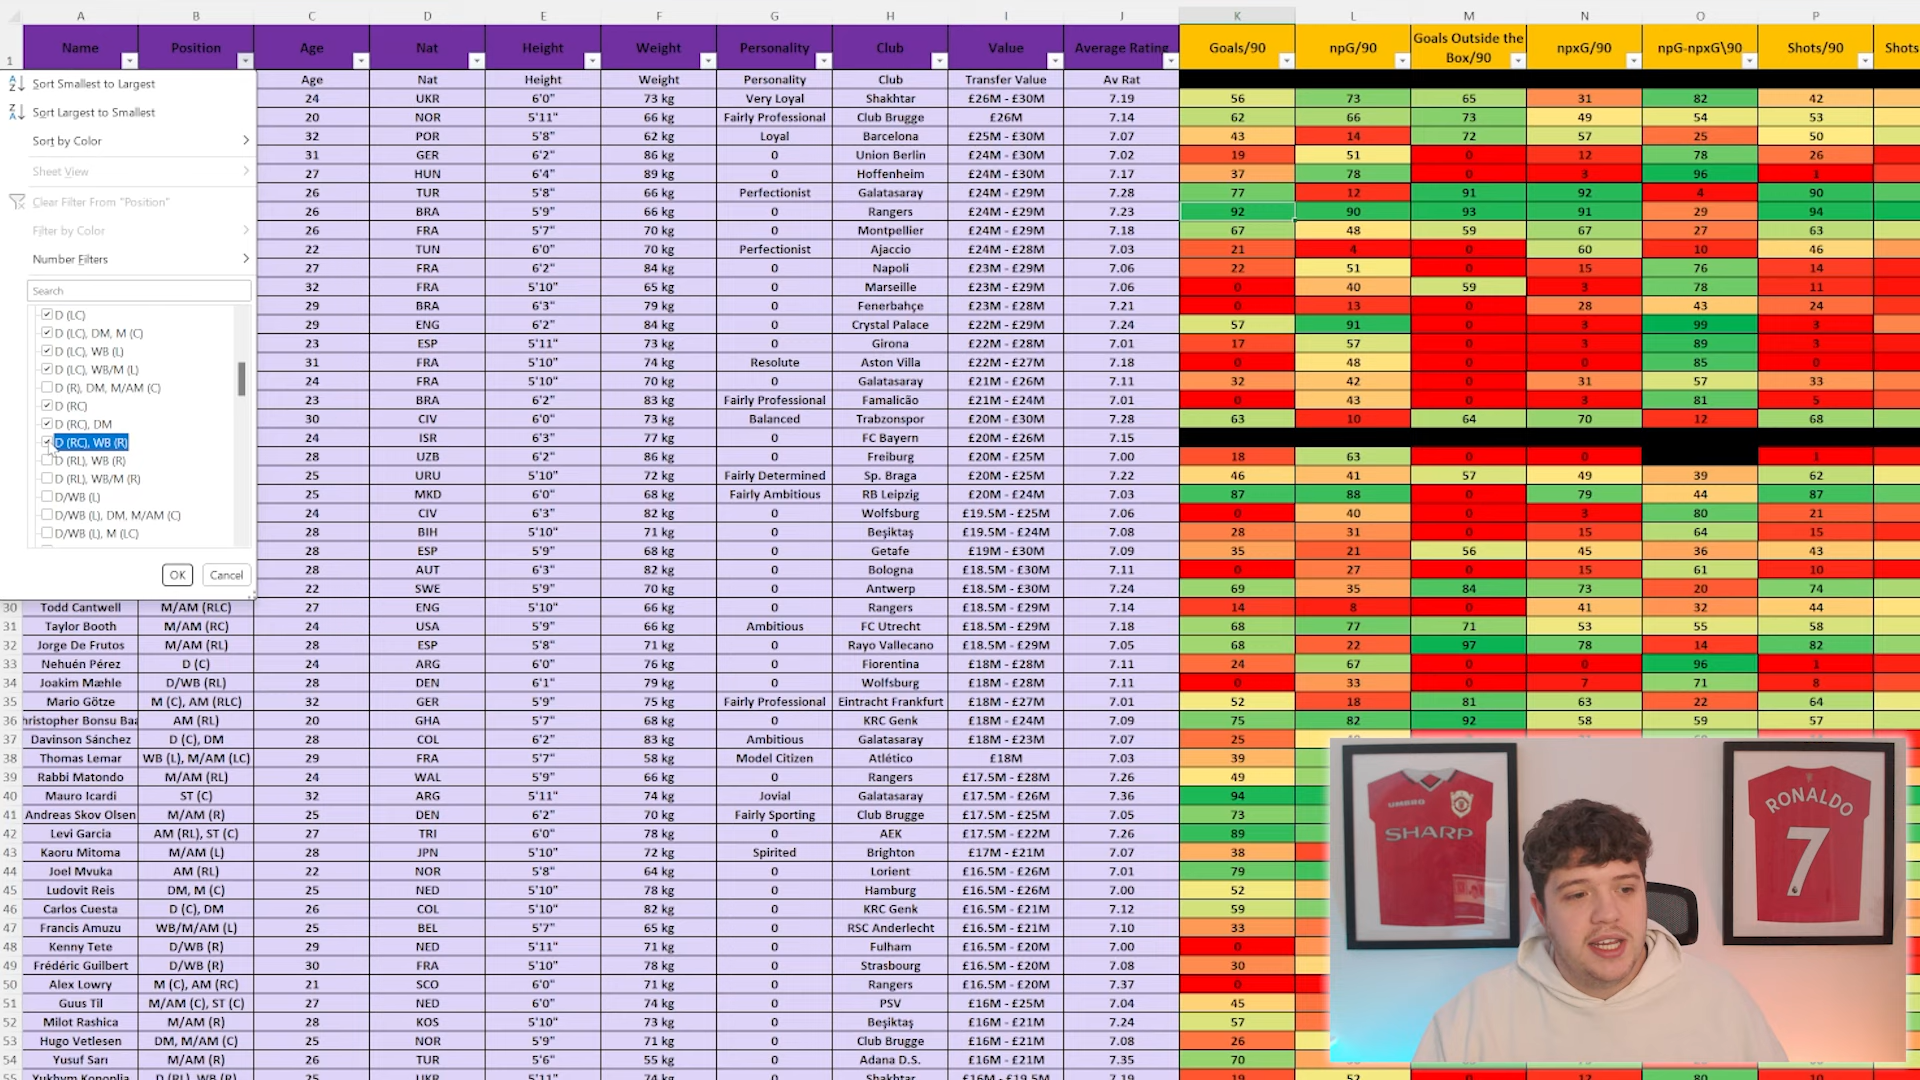 A B C D E F G H I J K L M N O P
1 Name Position Age Nat Height Weight Personality Club Value Average Rating Goals/90 npG/90 Goals Outside the Box/90 npxG/90 npG-npxG\90 Shots/90 Shots
Sort Smallest to Largest
Sort Largest to Smallest
Sort by Color
Sheet View
Clear Filter From "Position"
Filter by Color
Number Filters
Search
D (LC)
D (LC), DM, M (C)
D (LC), WB (L)
D (LC), WB/M (L)
D (R), DM, M/AM (C)
D (RC)
D (RC), DM
D (RC), WB (R)
D (RL), WB (R)
D (RL), WB/M (R)
D/WB (L)
D/WB (L), DM, M/AM (C)
D/WB (L), M (LC)
OK Cancel
Age Nat Height Weight Personality Club Transfer Value Av Rat
24 UKR 6'0" 73 kg Very Loyal Shakhtar £26M - £30M 7.19 56 73 65 31 82 42
20 NOR 5'11" 66 kg Fairly Professional Club Brugge £26M 7.14 62 66 73 49 54 53
32 POR 5'8" 62 kg Loyal Barcelona £25M - £30M 7.07 43 14 72 57 25 50
31 GER 6'2" 86 kg 0 Union Berlin £24M - £30M 7.02 19 51 0 12 78 26
27 HUN 6'4" 89 kg 0 Hoffenheim £24M - £30M 7.17 37 78 0 3 96 1
26 TUR 5'8" 66 kg Perfectionist Galatasaray £24M - £29M 7.28 77 12 91 92 4 90
26 BRA 5'9" 66 kg 0 Rangers £24M - £29M 7.23 92 90 93 91 29 94
26 FRA 5'7" 70 kg 0 Montpellier £24M - £29M 7.18 67 48 59 67 27 63
22 TUN 6'0" 70 kg Perfectionist Ajaccio £24M - £28M 7.03 21 4 0 60 10 46
27 FRA 6'2" 84 kg 0 Napoli £23M - £29M 7.06 22 51 0 15 76 14
32 FRA 5'10" 65 kg 0 Marseille £23M - £29M 7.06 0 40 59 3 78 11
29 BRA 6'3" 79 kg 0 Fenerbahçe £23M - £28M 7.21 0 13 0 28 43 24
29 ENG 6'2" 84 kg 0 Crystal Palace £22M - £29M 7.24 57 91 0 3 99 3
23 ESP 5'11" 73 kg 0 Girona £22M - £28M 7.01 17 57 0 3 89 3
31 FRA 5'10" 74 kg Resolute Aston Villa £22M - £27M 7.18 0 48 0 0 85 0
24 FRA 5'10" 70 kg 0 Galatasaray £21M - £26M 7.11 32 42 0 31 57 33
23 BRA 6'2" 83 kg Fairly Professional Famalicão £21M - £24M 7.01 0 43 0 3 81 5
30 CIV 6'0" 73 kg Balanced Trabzonspor £20M - £30M 7.28 63 10 64 70 12 68
24 ISR 6'3" 77 kg 0 FC Bayern £20M - £26M 7.15
28 UZB 6'2" 86 kg 0 Freiburg £20M - £26M 7.00 18 63 0 0 1
25 URU 5'10" 72 kg Fairly Determined Sp. Braga £20M - £25M 7.22 46 41 57 49 39 62
25 MKD 6'0" 68 kg Fairly Ambitious RB Leipzig £20M - £24M 7.03 87 88 0 79 44 87
24 CIV 6'3" 82 kg 0 Wolfsburg £19.5M - £25M 7.06 0 40 0 3 80 21
28 BIH 6'1" 71 kg 0 Beşiktaş £19.5M - £24M 7.08 28 31 0 15 64 15
28 ESP 5'9" 68 kg 0 Getafe £19M - £30M 7.09 35 21 56 45 36 43
28 AUT 6'3" 82 kg 0 Bologna £18.5M - £30M 7.11 0 27 0 15 61 10
22 SWE 5'9" 70 kg 0 Antwerp £18.5M - £30M 7.24 69 35 84 73 20 74
30 Todd Cantwell M/AM (RLC) 27 ENG 5'10" 66 kg 0 Rangers £18.5M - £29M 7.14 14 8 0 41 32 44
31 Taylor Booth M/AM (RC) 24 USA 5'9" 66 kg Ambitious FC Utrecht £18.5M - £29M 7.18 68 77 71 53 55 58
32 Jorge De Frutos M/AM (RL) 28 ESP 5'8" 71 kg 0 Rayo Vallecano £18.5M - £29M 7.05 68 22 97 78 14 82
33 Nehuén Pérez D (C) 24 ARG 6'0" 76 kg 0 Fiorentina £18M - £28M 7.11 24 67 0 0 96 1
34 Joakim Mæhle D/WB (RL) 28 DEN 6'1" 79 kg 0 Wolfsburg £18M - £28M 7.11 0 33 0 7 71 8
35 Mario Götze M (C), AM (RLC) 32 GER 5'9" 75 kg Fairly Professional Eintracht Frankfurt £18M - £27M 7.01 52 18 81 63 22 64
36 hristopher Bonsu Baa AM (RL) 20 GHA 5'7" 68 kg 0 KRC Genk £18M - £24M 7.09 75 82 92 58 59 57
37 Davinson Sánchez D (C), DM 28 COL 6'2" 83 kg Ambitious Galatasaray £18M - £23M 7.07 25
38 Thomas Lemar WB (L), M/AM (LC) 29 FRA 5'7" 58 kg Model Citizen Atlético £18M 7.03 39
39 Rabbi Matondo M/AM (RL) 24 WAL 5'9" 66 kg 0 Rangers £17.5M - £28M 7.26 49
40 Mauro Icardi ST (C) 32 ARG 5'11" 74 kg Jovial Galatasaray £17.5M - £26M 7.36 94
41 Andreas Skov Olsen M/AM (R) 25 DEN 6'2" 70 kg Fairly Sporting Club Brugge £17.5M - £25M 7.05 73
42 Levi Garcia AM (RL), ST (C) 27 TRI 6'0" 78 kg 0 AEK £17.5M - £22M 7.26 89
43 Kaoru Mitoma M/AM (L) 28 JPN 5'10" 72 kg Spirited Brighton £17M - £21M 7.07 38
44 Joel Mvuka AM (RL) 22 NOR 5'8" 64 kg 0 Lorient £16.5M - £26M 7.01 79
45 Ludovit Reis DM, M (C) 25 NED 5'10" 78 kg 0 Hamburg £16.5M - £26M 7.00 52
46 Carlos Cuesta D (C), DM 26 COL 5'10" 82 kg 0 KRC Genk £16.5M - £21M 7.12 59
47 Francis Amuzu WB/M/AM (L) 25 BEL 5'7" 65 kg 0 RSC Anderlecht £16.5M - £21M 7.10 33
48 Kenny Tete D/WB (R) 29 NED 5'11" 71 kg 0 Fulham £16.5M - £20M 7.00 0
49 Frédéric Guilbert D/WB (R) 30 FRA 5'10" 78 kg 0 Strasbourg £16.5M - £20M 7.08 30
50 Alex Lowry M (C), AM (RC) 21 SCO 6'0" 71 kg 0 Rangers £16.5M - £20M 7.37 0
51 Guus Til M/AM (C), ST (C) 27 NED 6'0" 74 kg 0 PSV £16M - £25M 7.04 45
52 Milot Rashica M/AM (R) 28 KOS 5'10" 73 kg 0 Beşiktaş £16M - £21M 7.24 57
53 Hugo Vetlesen DM, M/AM (C) 25 NOR 5'9" 71 kg 0 Club Brugge £16M - £21M 7.08 26
54 Yusuf Sarı M/AM (R) 26 TUR 5'6" 55 kg 0 Adana D.S. £16M - £21M 7.35 70
55 Yukhym Konoplia D (RL), WB (R) 25 UKR 5'11" 74 kg 0 Shakhtar £16M - £19.5M 7.19 19 52 0 12 80 10
UMBRO
SHARP
RONALDO
7